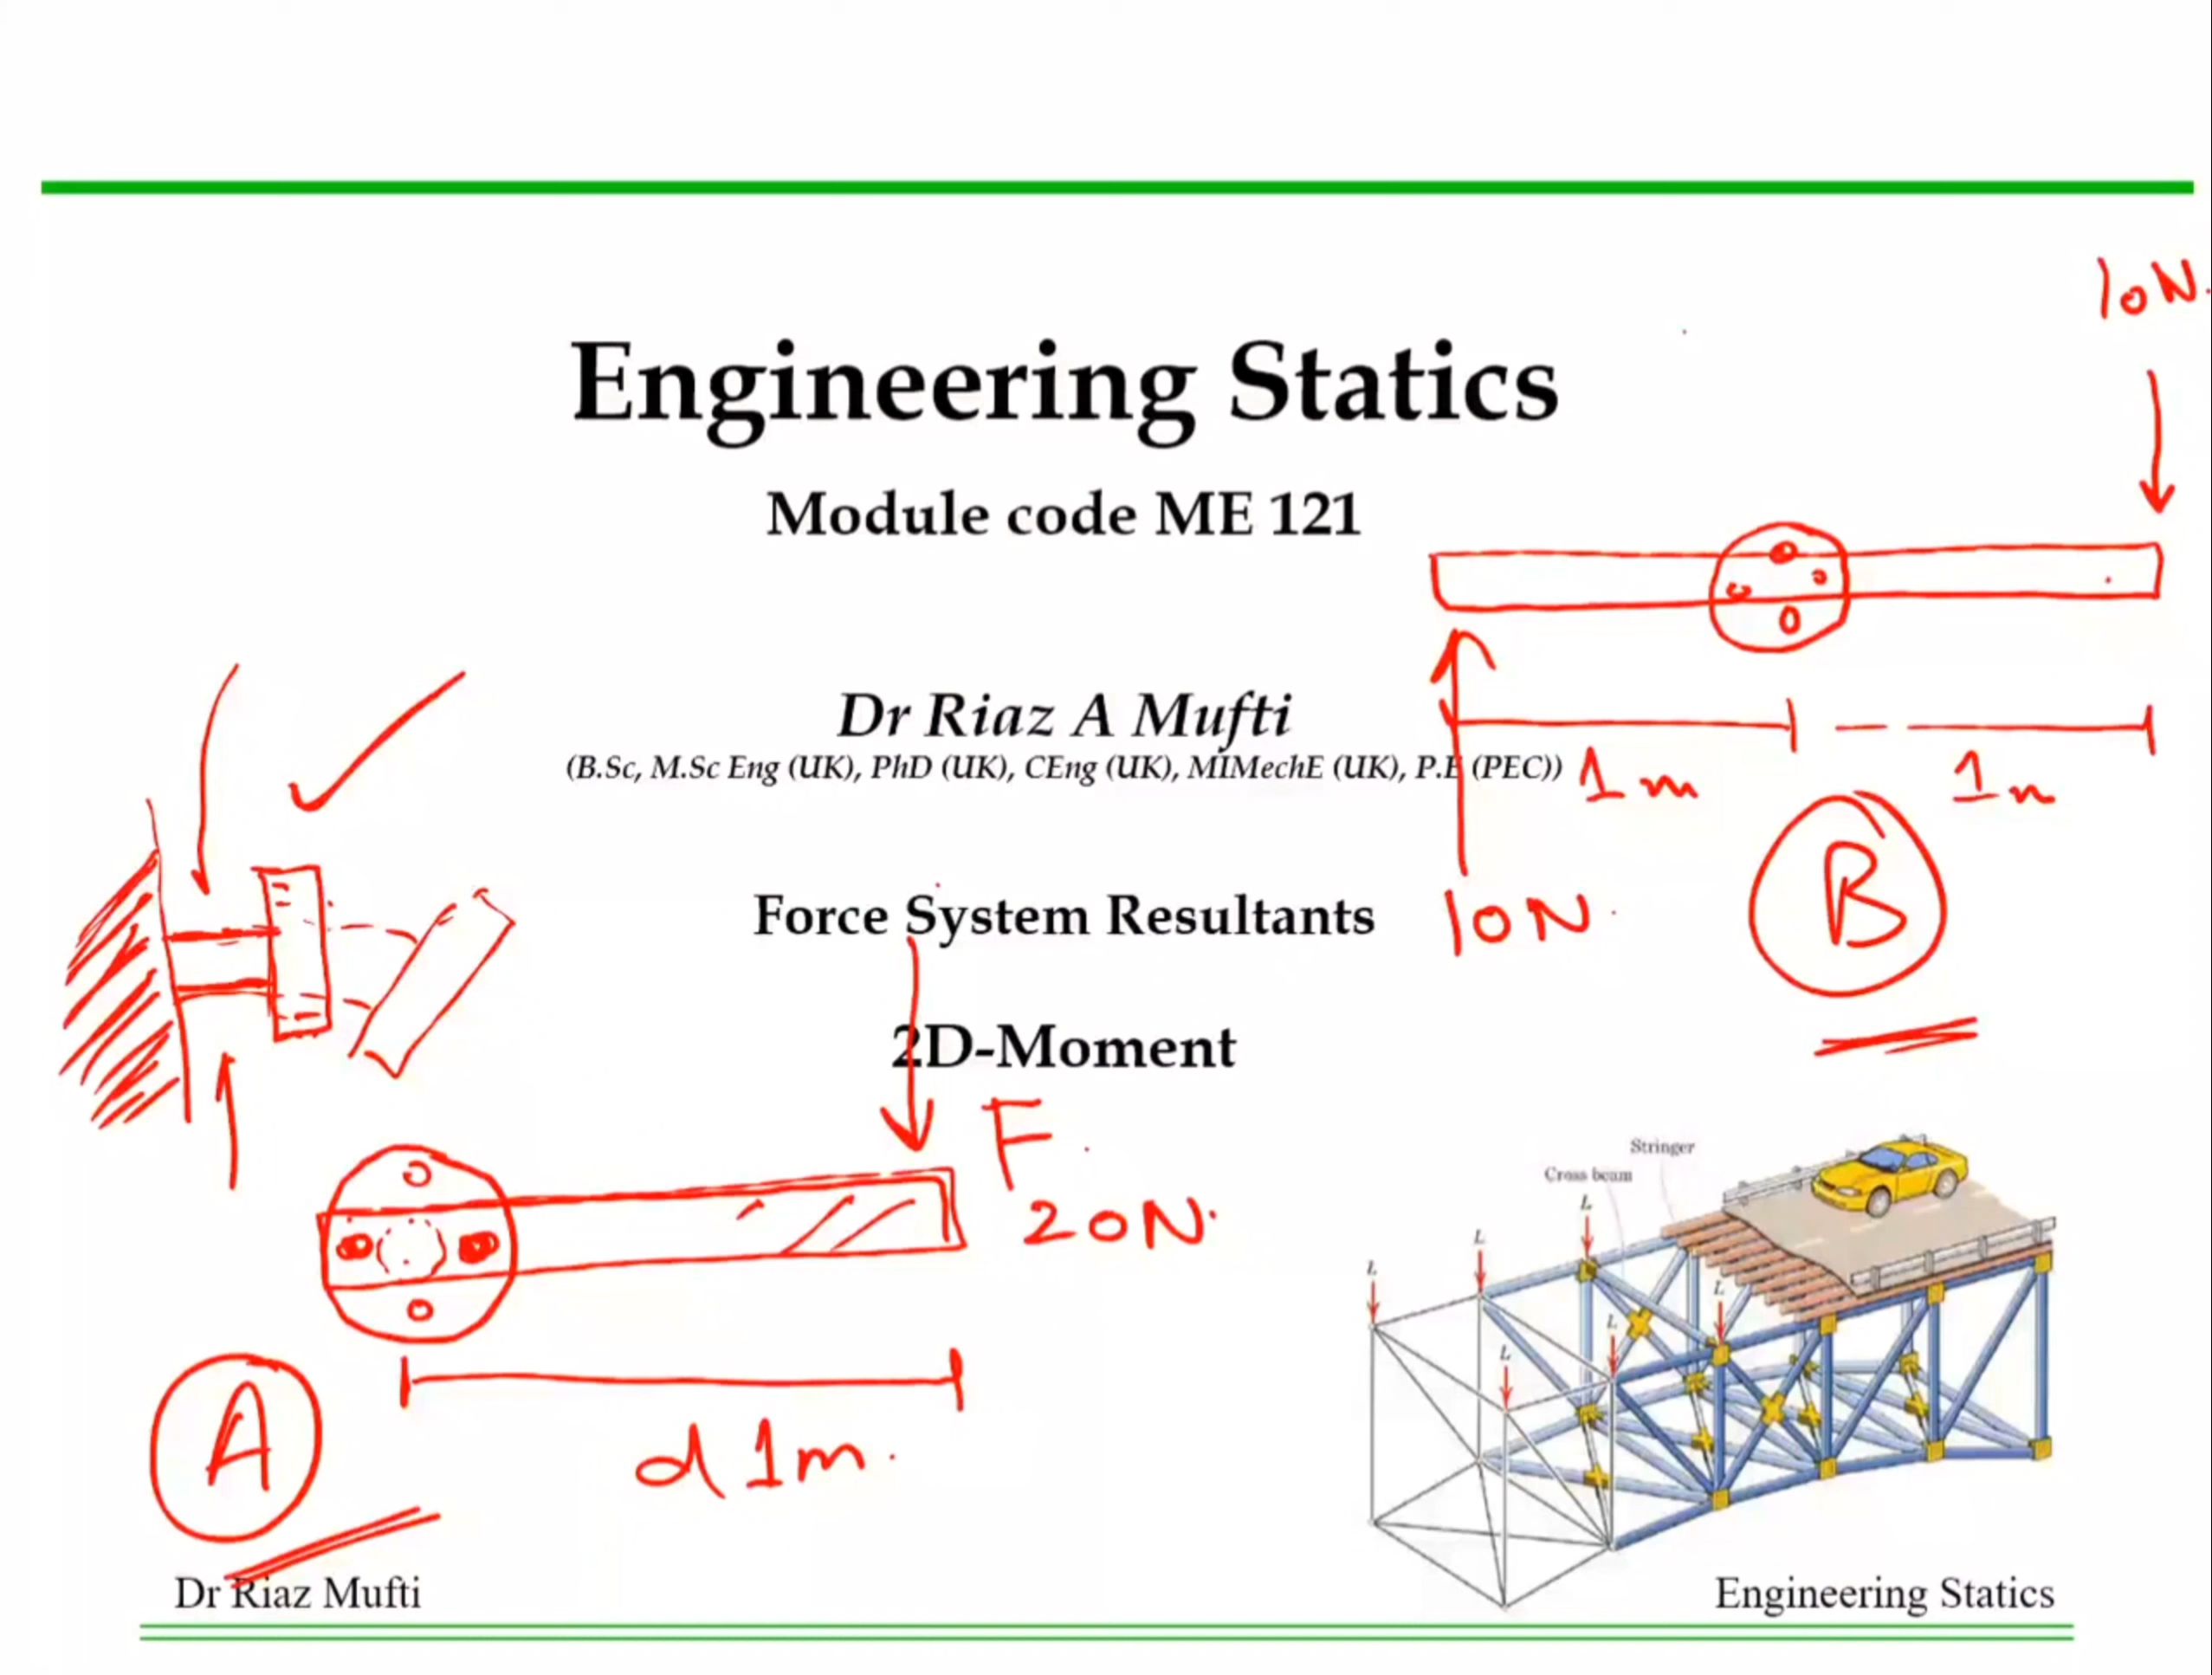 10N.
Engineering Statics
Module code ME 121
Dr Riaz A Mufti
(B.Sc, M.Sc Eng (UK), PhD (UK), CEng (UK), MIMechE (UK), P.E (PEC))
1m 1m
B
Force System Resultants
10N.
2D-Moment
F
20N.
Stringer
Cross beam
L
L
L
L
L
L
d 1m.
A
Dr Riaz Mufti
Engineering Statics